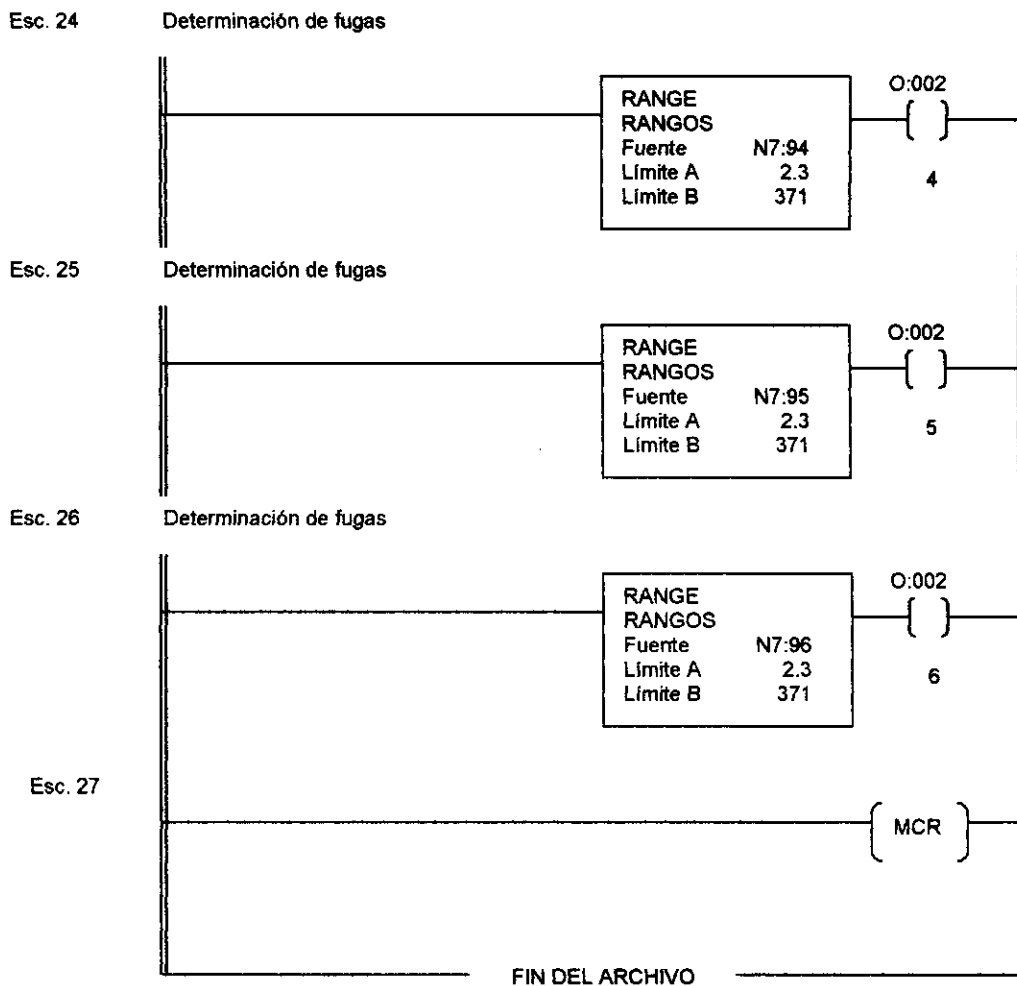 Esc. 24 Determinación de fugas
O:002
RANGE
RANGOS
Fuente N7:94
Límite A 2.3
Límite B 371
4
Esc. 25 Determinación de fugas
O:002
RANGE
RANGOS
Fuente N7:95
Límite A 2.3
Límite B 371
5
Esc. 26 Determinación de fugas
O:002
RANGE
RANGOS
Fuente N7:96
Límite A 2.3
Límite B 371
6
Esc. 27
MCR
FIN DEL ARCHIVO